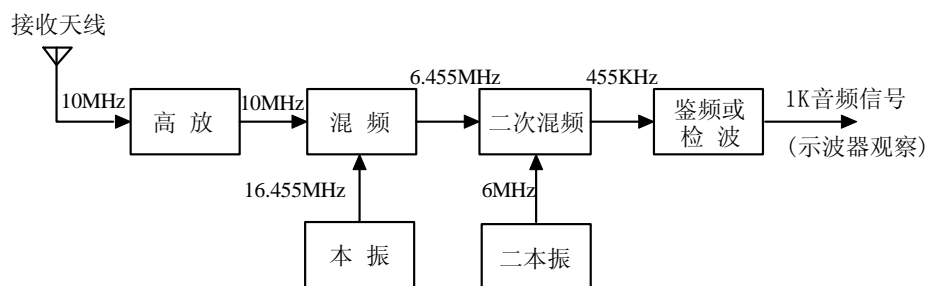 接收天线
10MHz
高 放
10MHz
混 频
6.455MHz
二次混频
455KHz
鉴频或
检 波
1K音频信号
(示波器观察)
16.455MHz
6MHz
本 振
二本振